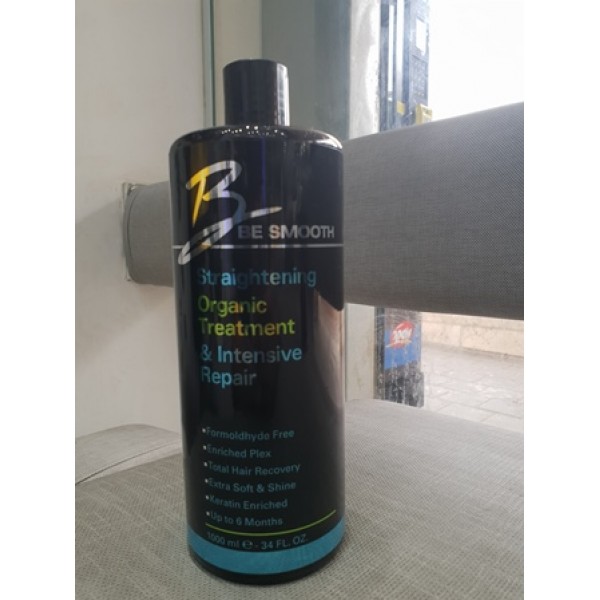 B
BE SMOOTH
Straightening
Organic
Treatment
& Intensive
Repair
•Formoldhyde Free
•Enriched Plex
•Total Hair Recovery
•Extra Soft & Shine
•Keratin Enriched
•Up to 6 Months
1000 ml ℮ - 34 FL. OZ.